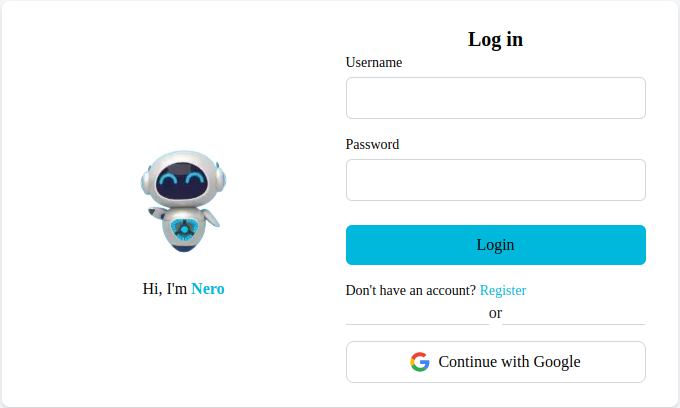 Log in
Username
Password
Login
Hi, I'm Nero
Don't have an account? Register
or
Continue with Google